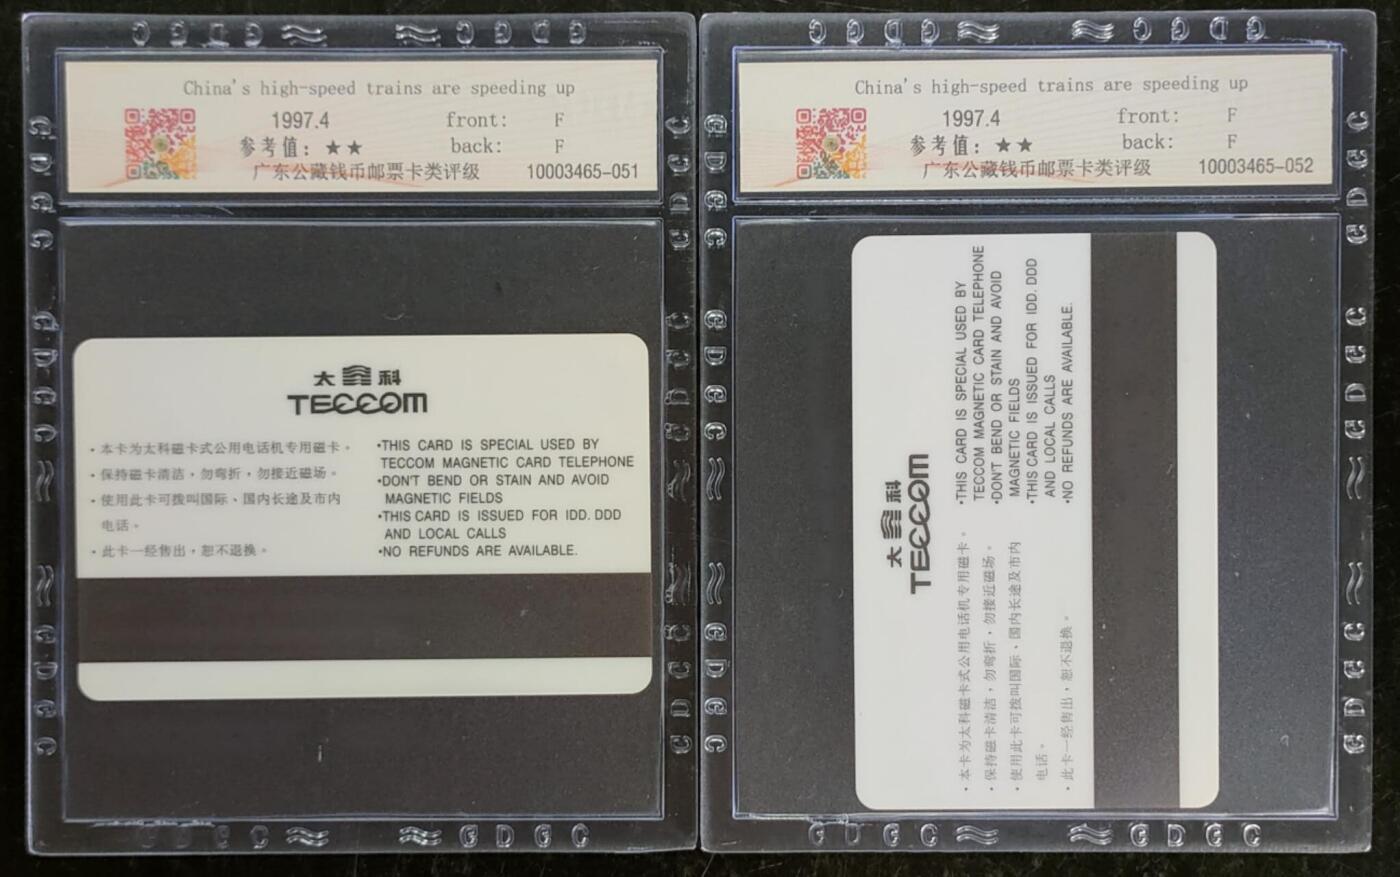 China's high-speed trains are speeding up
1997.4 front: F
参考值：★★ back: F
广东公藏钱币邮票卡类评级 10003465-051
太 科
TECCOM
·本卡为太科磁卡式公用电话机专用磁卡。
·保持磁卡清洁，勿弯折，勿接近磁场。
·使用此卡可拨叫国际、国内长途及市内
电话。
·此卡一经售出，恕不退换。
·THIS CARD IS SPECIAL USED BY
TECCOM MAGNETIC CARD TELEPHONE
·DON'T BEND OR STAIN AND AVOID
MAGNETIC FIELDS
·THIS CARD IS ISSUED FOR IDD. DDD
AND LOCAL CALLS
·NO REFUNDS ARE AVAILABLE.
China's high-speed trains are speeding up
1997.4 front: F
参考值：★★ back: F
广东公藏钱币邮票卡类评级 10003465-052
太 科
TECCOM
·本卡为太科磁卡式公用电话机专用磁卡。
·保持磁卡清洁，勿弯折，勿接近磁场。
·使用此卡可拨叫国际、国内长途及市内
电话。
·此卡一经售出，恕不退换。
·THIS CARD IS SPECIAL USED BY
TECCOM MAGNETIC CARD TELEPHONE
·DON'T BEND OR STAIN AND AVOID
MAGNETIC FIELDS
·THIS CARD IS ISSUED FOR IDD. DDD
AND LOCAL CALLS
·NO REFUNDS ARE AVAILABLE.